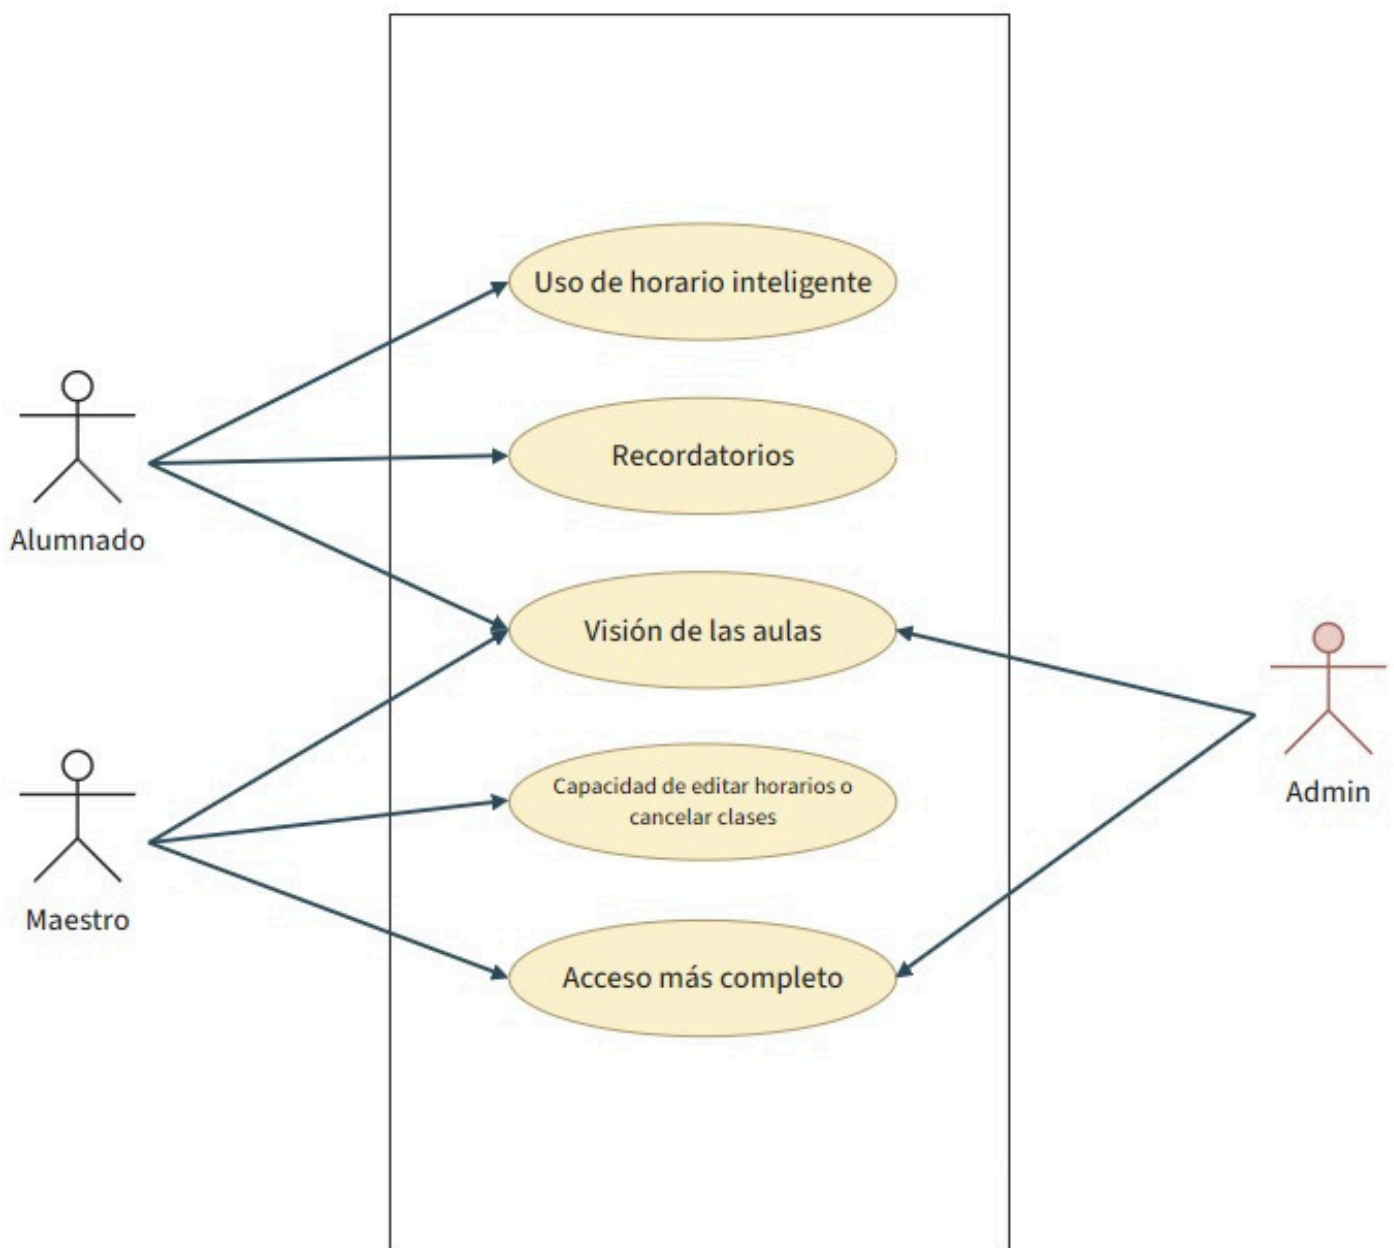 Uso de horario inteligente
Recordatorios
Alumnado
Visión de las aulas
Capacidad de editar horarios o
cancelar clases
Admin
Maestro
Acceso más completo